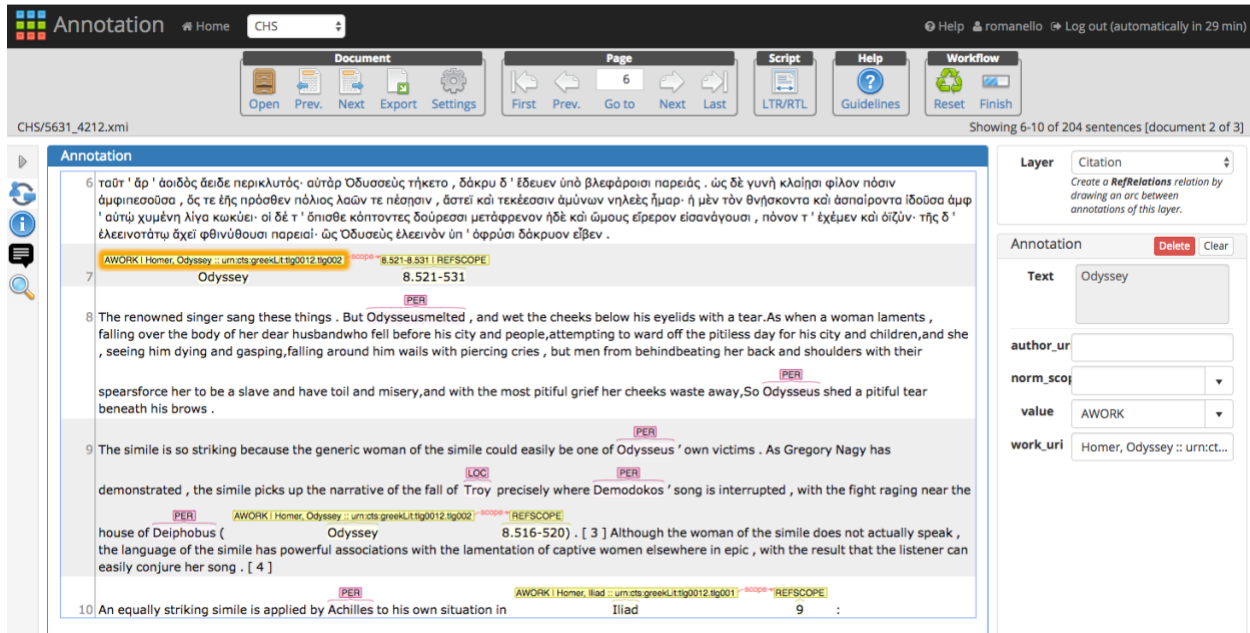 Annotation Home CHS Help romanello Log out (automatically in 29 min)
Document Page Script Help Workflow
6
Open Prev. Next Export Settings First Prev. Go to Next Last LTR/RTL Guidelines Reset Finish
CHS/5631_4212.xmi Showing 6-10 of 204 sentences [document 2 of 3]
Annotation
6 ταῦτ ' ἄρ ' ἀοιδὸς ἄειδε περικλυτός· αὐτὰρ Ὀδυσσεὺς τήκετο , δάκρυ δ ' ἔδευεν ὑπὸ βλεφάροισι παρειάς . ὡς δὲ γυνὴ κλαίῃσι φίλον πόσιν
ἀμφιπεσοῦσα , ὅς τε ἑῆς πρόσθεν πόλιος λαῶν τε πέσῃσιν , ἄστεϊ καὶ τεκέεσσιν ἀμύνων νηλεὲς ἦμαρ· ἡ μὲν τὸν θνῄσκοντα καὶ ἀσπαίροντα ἰδοῦσα ἀμφ
' αὐτῷ χυμένη λίγα κωκύει· οἱ δέ τ ' ὄπισθε κόπτοντες δούρεσσι μετάφρενον ἠδὲ καὶ ὤμους εἴρερον εἰσανάγουσι , πόνον τ ' ἐχέμεν καὶ ὀϊζύν· τῆς δ '
ἐλεεινοτάτῳ ἄχεϊ φθινύθουσι παρειαί· ὣς Ὀδυσεὺς ἐλεεινὸν ὑπ ' ὀφρύσι δάκρυον εἶβεν .
AWORK | Homer, Odyssey :: urn:cts:greekLit:tlg0012.tlg002 scope 8.521-8.531 | REFSCOPE
7 Odyssey 8.521-531
PER
8 The renowned singer sang these things . But Odysseusmelted , and wet the cheeks below his eyelids with a tear.As when a woman laments ,
falling over the body of her dear husbandwho fell before his city and people,attempting to ward off the pitiless day for his city and children,and she
, seeing him dying and gasping,falling around him wails with piercing cries , but men from behindbeating her back and shoulders with their
PER
spearsforce her to be a slave and have toil and misery,and with the most pitiful grief her cheeks waste away,So Odysseus shed a pitiful tear
beneath his brows .
PER
9 The simile is so striking because the generic woman of the simile could easily be one of Odysseus ’ own victims . As Gregory Nagy has
LOC PER
demonstrated , the simile picks up the narrative of the fall of Troy precisely where Demodokos ’ song is interrupted , with the fight raging near the
PER AWORK | Homer, Odyssey :: urn:cts:greekLit:tlg0012.tlg002 scope REFSCOPE
house of Deiphobus ( Odyssey 8.516-520) . [ 3 ] Although the woman of the simile does not actually speak ,
the language of the simile has powerful associations with the lamentation of captive women elsewhere in epic , with the result that the listener can
easily conjure her song . [ 4 ]
PER AWORK | Homer, Iliad :: urn:cts:greekLit:tlg0012.tlg001 scope REFSCOPE
10 An equally striking simile is applied by Achilles to his own situation in Iliad 9 :
Layer Citation
Create a RefRelations relation by
drawing an arc between
annotations of this layer.
Annotation Delete Clear
Text Odyssey
author_ur
norm_scop
value AWORK
work_uri Homer, Odyssey :: urn:ct...